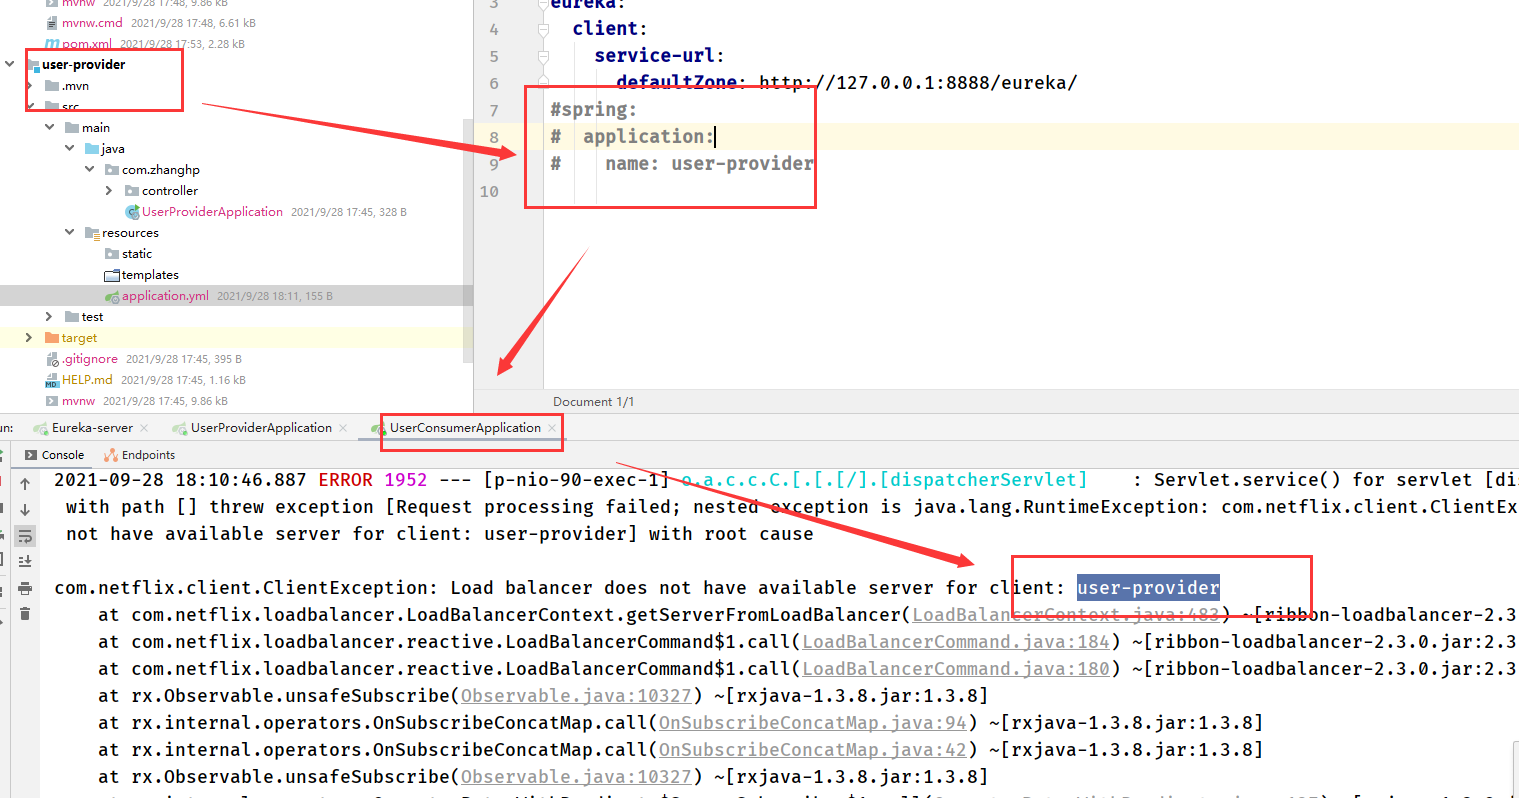 mvnw 2021/9/28 17:48, 9.86 kB
mvnw.cmd 2021/9/28 17:48, 6.61 kB
pom.xml 2021/9/28 17:53, 2.28 kB
user-provider
.mvn
src
main
java
com.zhanghp
controller
UserProviderApplication 2021/9/28 17:45, 328 B
resources
static
templates
application.yml 2021/9/28 18:11, 155 B
test
target
.gitignore 2021/9/28 17:45, 395 B
HELP.md 2021/9/28 17:45, 1.16 kB
mvnw 2021/9/28 17:45, 9.86 kB
3 eureka:
4 client:
5 service-url:
6 defaultZone: http://127.0.0.1:8888/eureka/
7 #spring:
8 # application:
9 # name: user-provider
10
Document 1/1
un: Eureka-server UserProviderApplication UserConsumerApplication
Console Endpoints
2021-09-28 18:10:46.887 ERROR 1952 --- [p-nio-90-exec-1] o.a.c.c.C.[.[.[/].[dispatcherServlet] : Servlet.service() for servlet [dis
with path [] threw exception [Request processing failed; nested exception is java.lang.RuntimeException: com.netflix.client.ClientEx
not have available server for client: user-provider] with root cause
com.netflix.client.ClientException: Load balancer does not have available server for client: user-provider
at com.netflix.loadbalancer.LoadBalancerContext.getServerFromLoadBalancer(LoadBalancerContext.java:483) ~[ribbon-loadbalancer-2.3
at com.netflix.loadbalancer.reactive.LoadBalancerCommand$1.call(LoadBalancerCommand.java:184) ~[ribbon-loadbalancer-2.3.0.jar:2.3
at com.netflix.loadbalancer.reactive.LoadBalancerCommand$1.call(LoadBalancerCommand.java:180) ~[ribbon-loadbalancer-2.3.0.jar:2.3
at rx.Observable.unsafeSubscribe(Observable.java:10327) ~[rxjava-1.3.8.jar:1.3.8]
at rx.internal.operators.OnSubscribeConcatMap.call(OnSubscribeConcatMap.java:94) ~[rxjava-1.3.8.jar:1.3.8]
at rx.internal.operators.OnSubscribeConcatMap.call(OnSubscribeConcatMap.java:42) ~[rxjava-1.3.8.jar:1.3.8]
at rx.Observable.unsafeSubscribe(Observable.java:10327) ~[rxjava-1.3.8.jar:1.3.8]